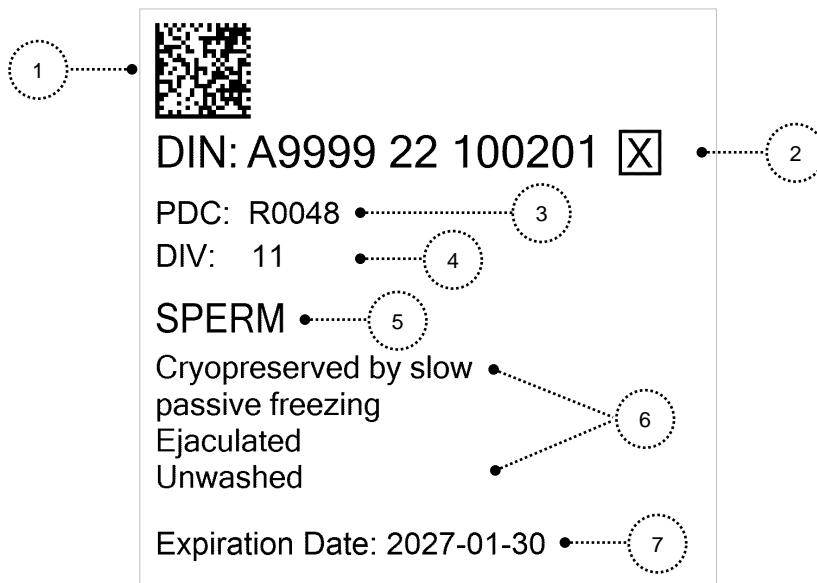 1
DIN: A9999 22 100201 X
2
PDC: R0048
3
DIV: 11
4
SPERM
5
Cryopreserved by slow
passive freezing
Ejaculated
Unwashed
6
Expiration Date: 2027-01-30
7